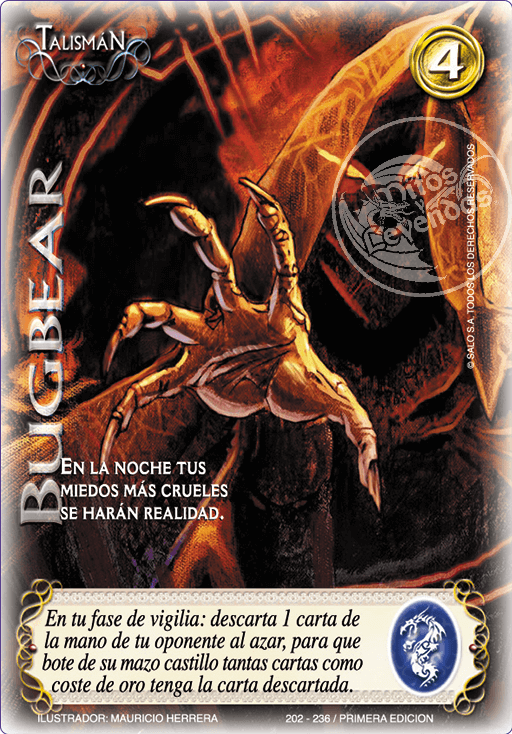 Talismán
4
Bugbear
Mitos y Leyendas
© SALO S.A. TODOS LOS DERECHOS RESERVADOS
En la noche tus
miedos más crueles
se harán realidad.
En tu fase de vigilia: descarta 1 carta de
la mano de tu oponente al azar, para que
bote de su mazo castillo tantas cartas como
coste de oro tenga la carta descartada.
ILUSTRADOR: MAURICIO HERRERA
202 - 236 / PRIMERA EDICION